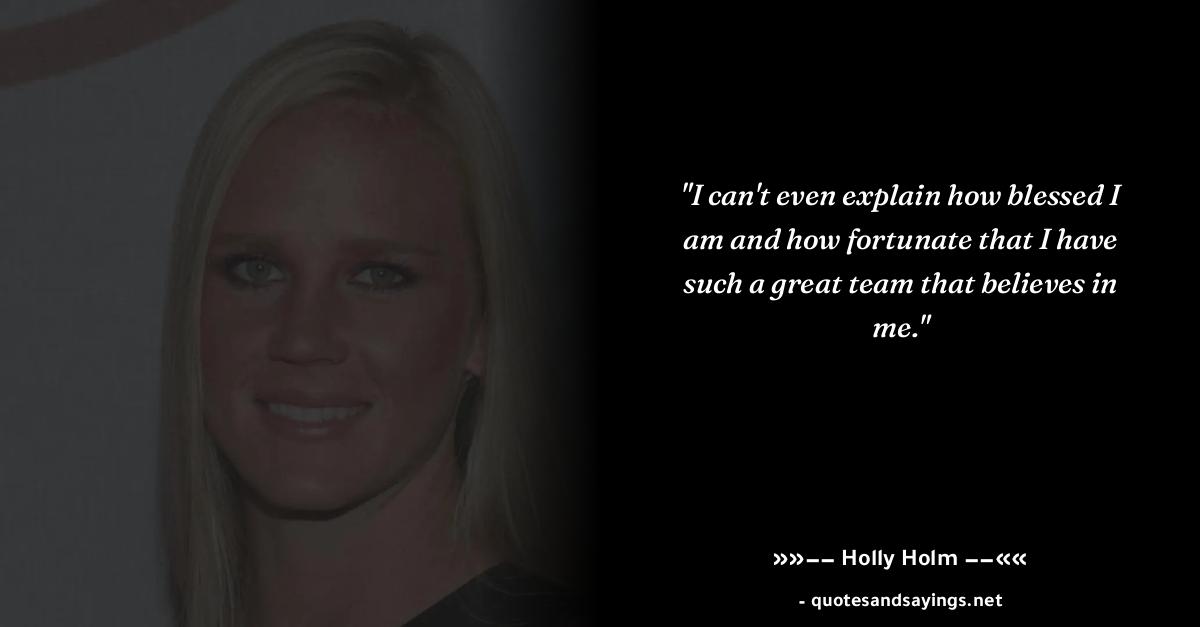 "I can't even explain how blessed I
am and how fortunate that I have
such a great team that believes in
me."
»»−− Holly Holm −−««
- quotesandsayings.net